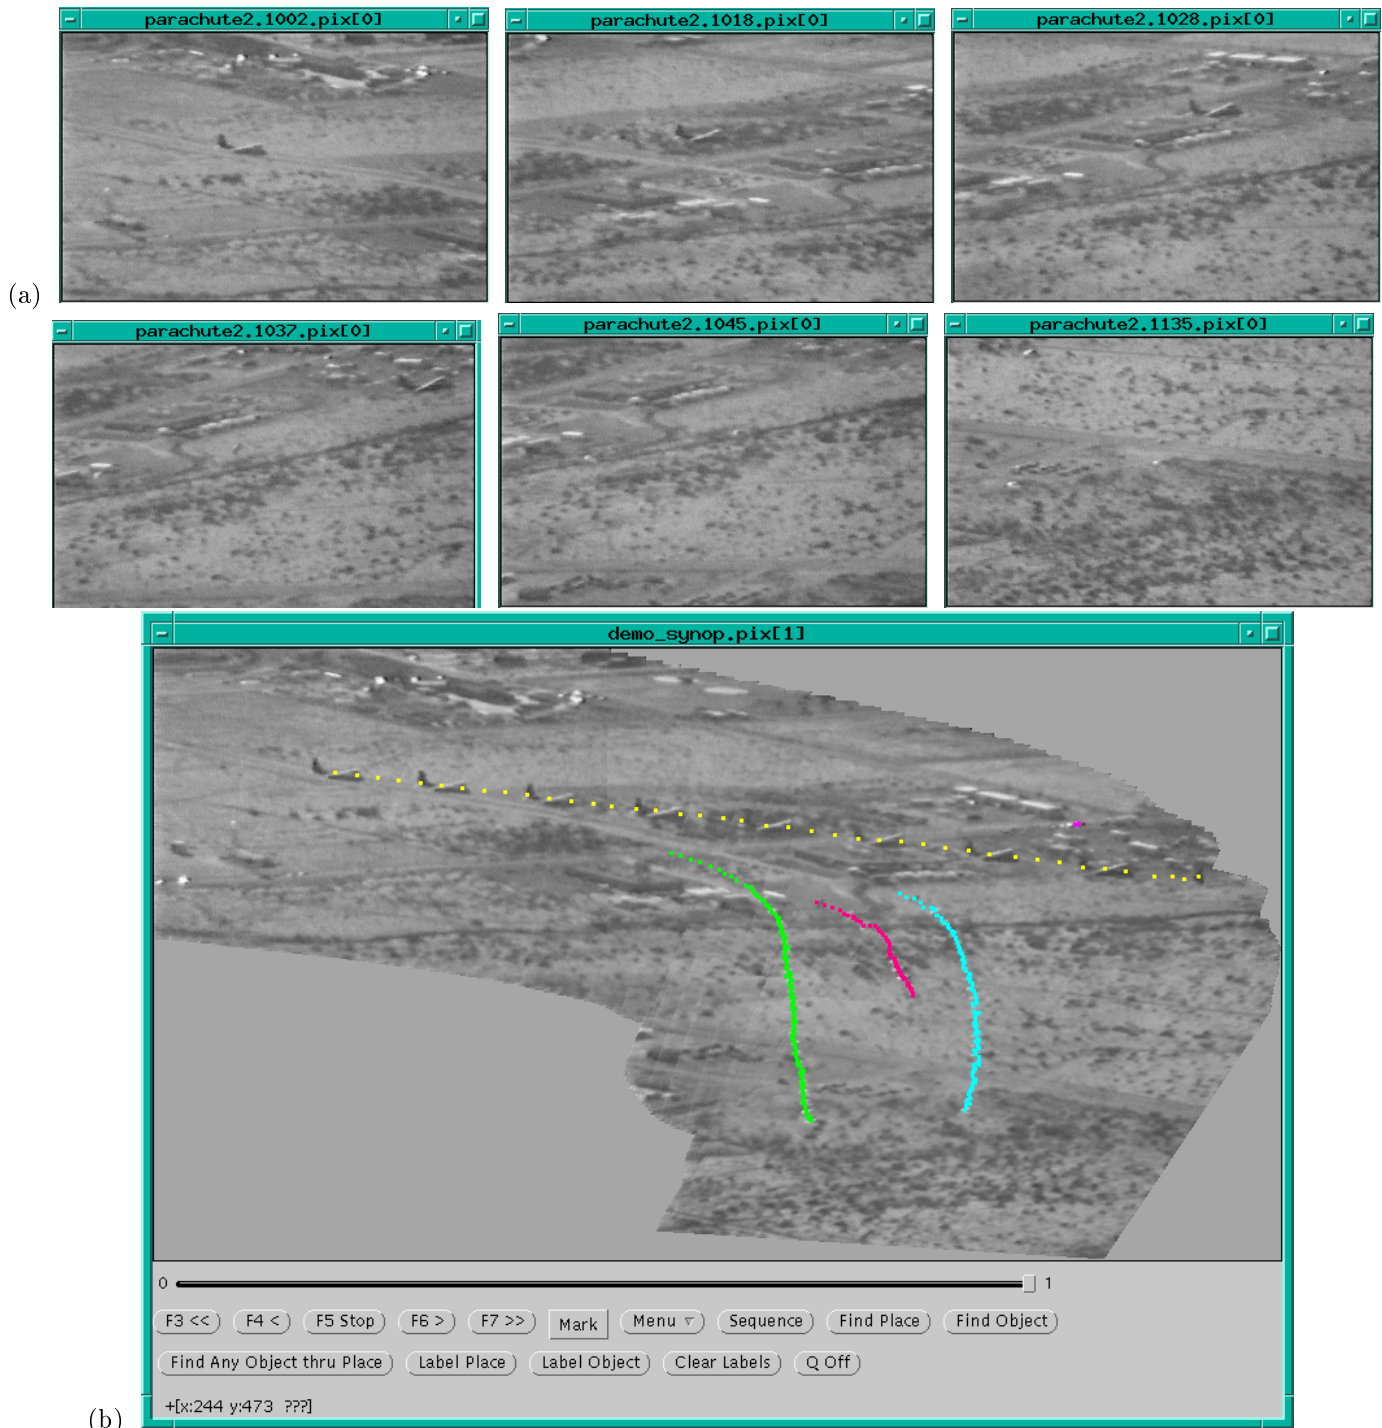 parachute2.1002.pix[0]
parachute2.1018.pix[0]
parachute2.1028.pix[0]
(a)
parachute2.1037.pix[0]
parachute2.1045.pix[0]
parachute2.1135.pix[0]
demo_synop.pix[1]
0 1
F3 << F4 < F5 Stop F6 > F7 >> Mark Menu Sequence Find Place Find Object
Find Any Object thru Place Label Place Label Object Clear Labels Q Off
+[x:244 y:473 ???]
(b)